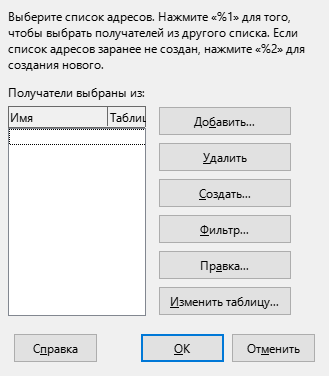 Выберите список адресов. Нажмите «%1» для того,
чтобы выбрать получателей из другого списка. Если
список адресов заранее не создан, нажмите «%2» для
создания нового.
Получатели выбраны из:
Имя Таблиц
Добавить...
Удалить
Создать...
Фильтр...
Правка...
Изменить таблицу...
Справка OK Отменить